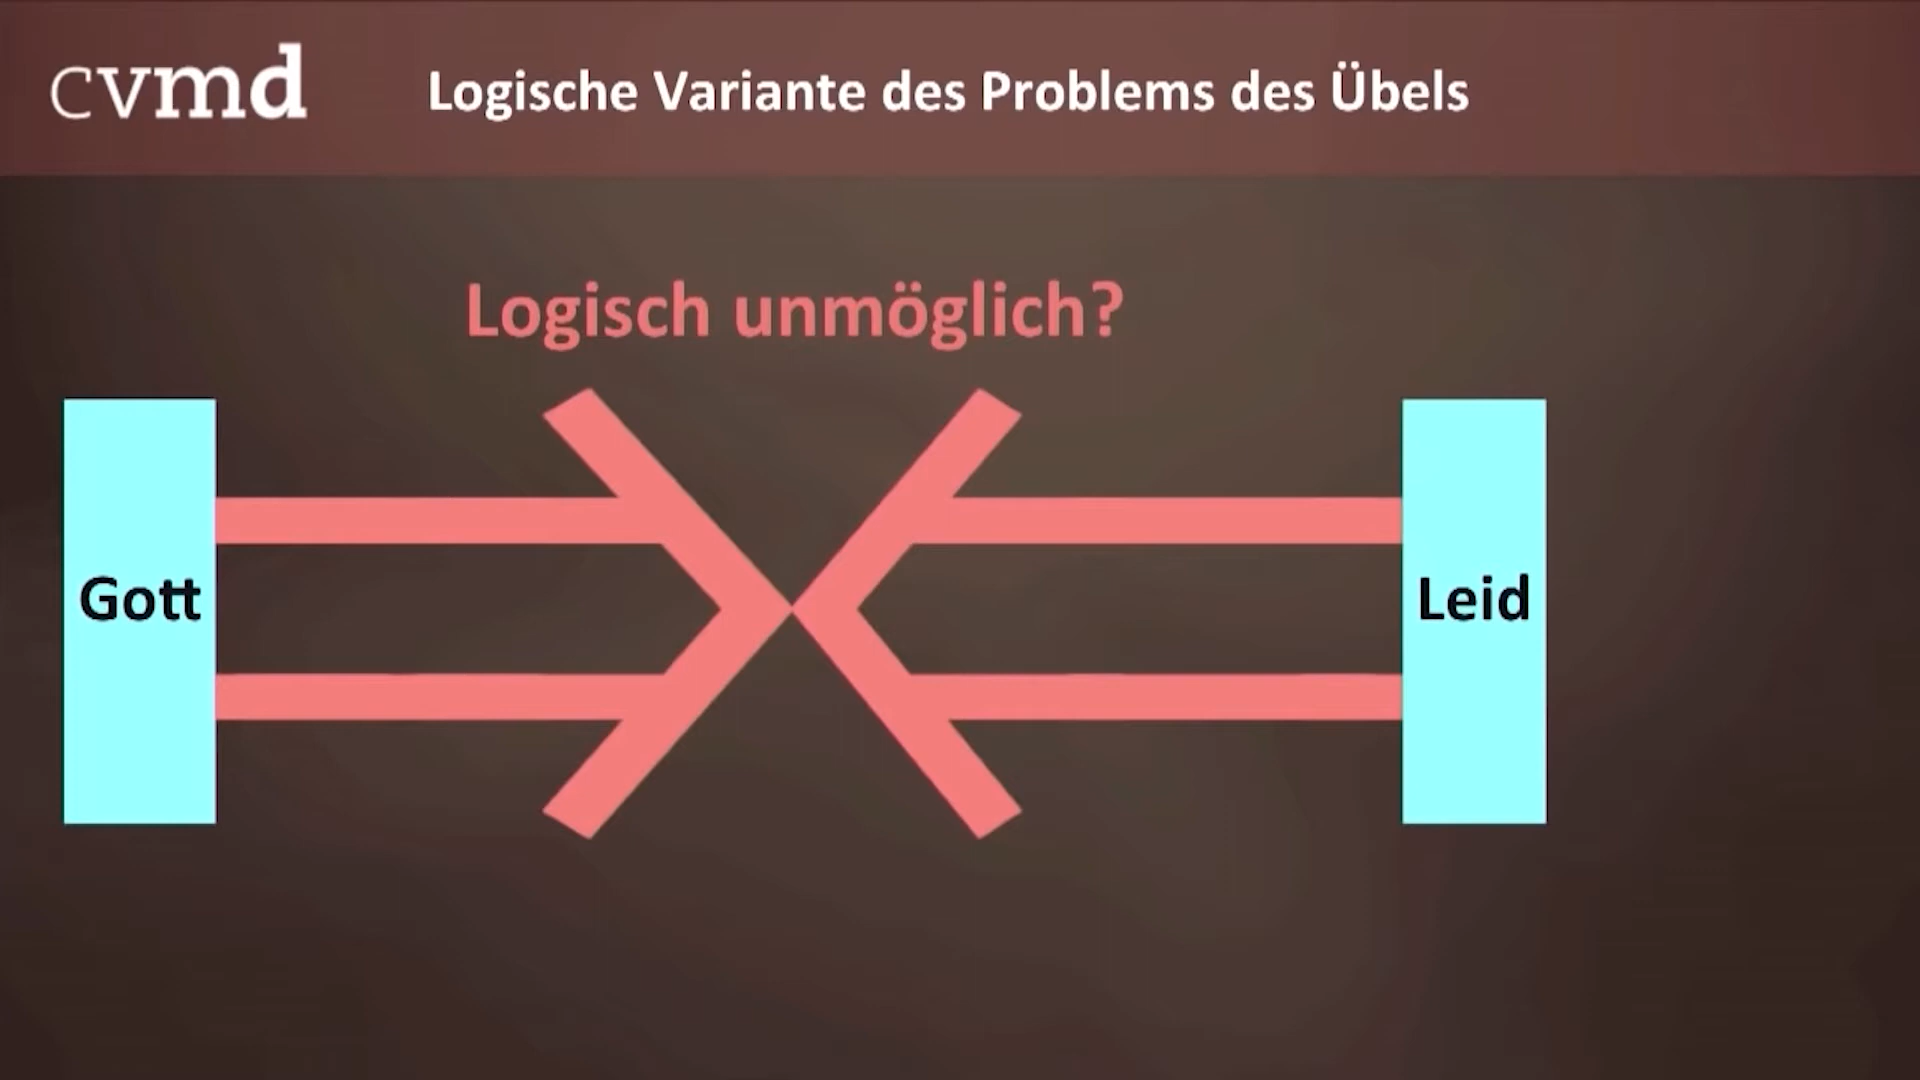 cvmd
Logische Variante des Problems des Übels
Logisch unmöglich?
Gott
Leid